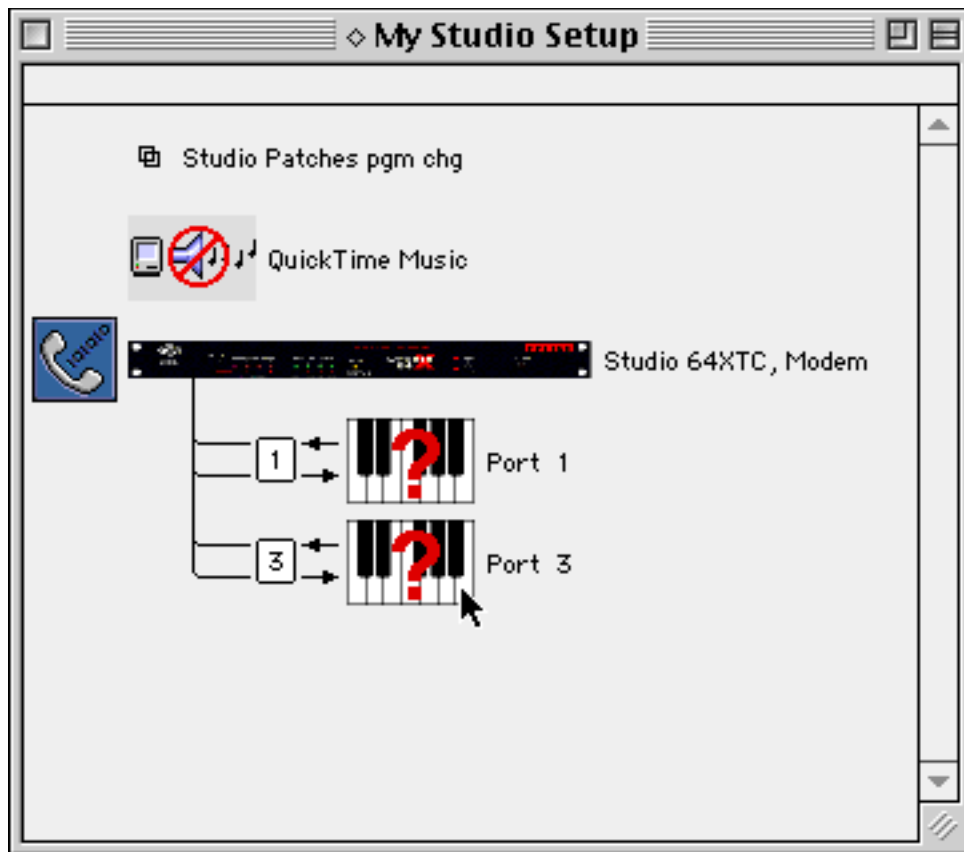 My Studio Setup
Studio Patches pgm chg
QuickTime Music
Studio 64XTC, Modem
1 Port 1
3 Port 3